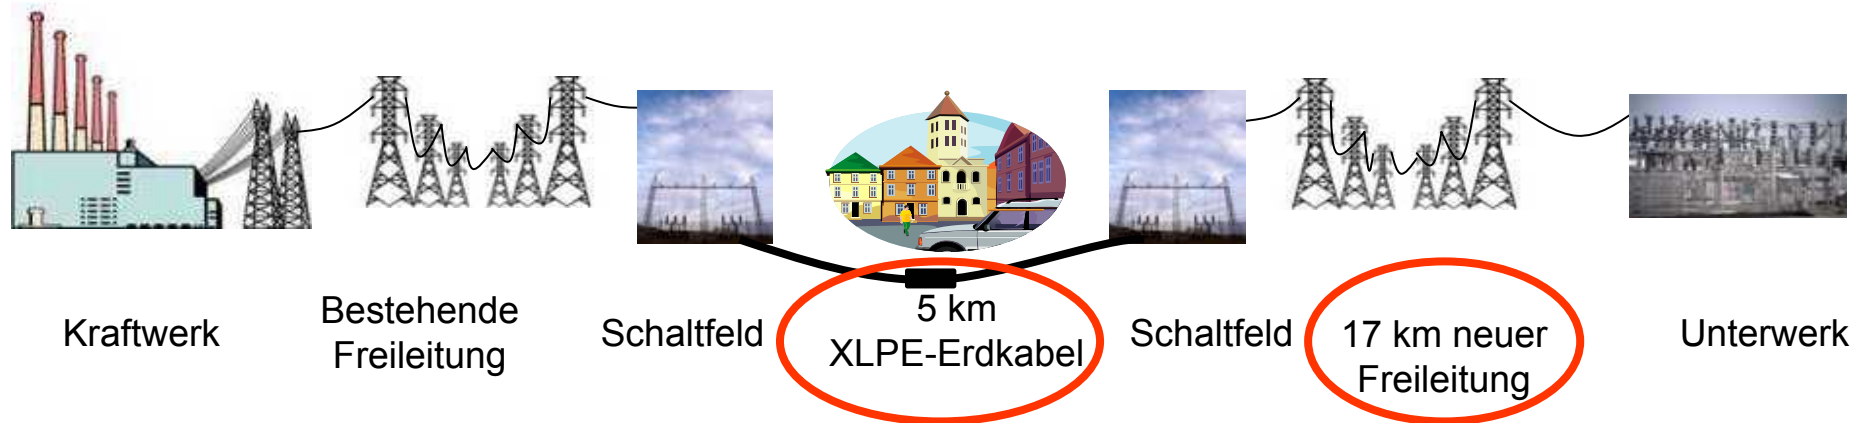 Kraftwerk
Bestehende
Freileitung
Schaltfeld
5 km
XLPE-Erdkabel
Schaltfeld
17 km neuer
Freileitung
Unterwerk